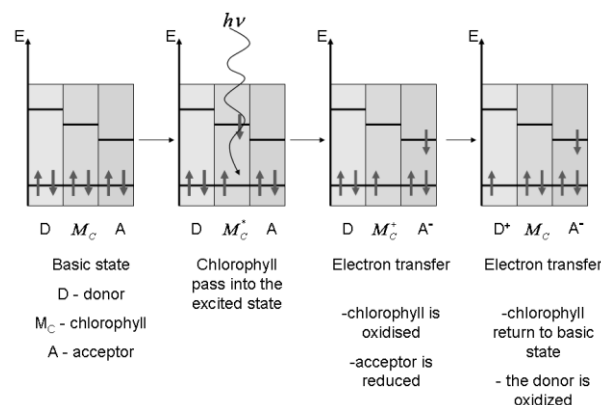 hν
E
E
E
E
D M_C A
D M_C^* A
D M_C^+ A^-
D^+ M_C A^-
Basic state
D - donor
M_C - chlorophyll
A - acceptor
Chlorophyll
pass into the
excited state
Electron transfer
-chlorophyll is
oxidised
-acceptor is
reduced
Electron transfer
-chlorophyll
return to basic
state
- the donor is
oxidized